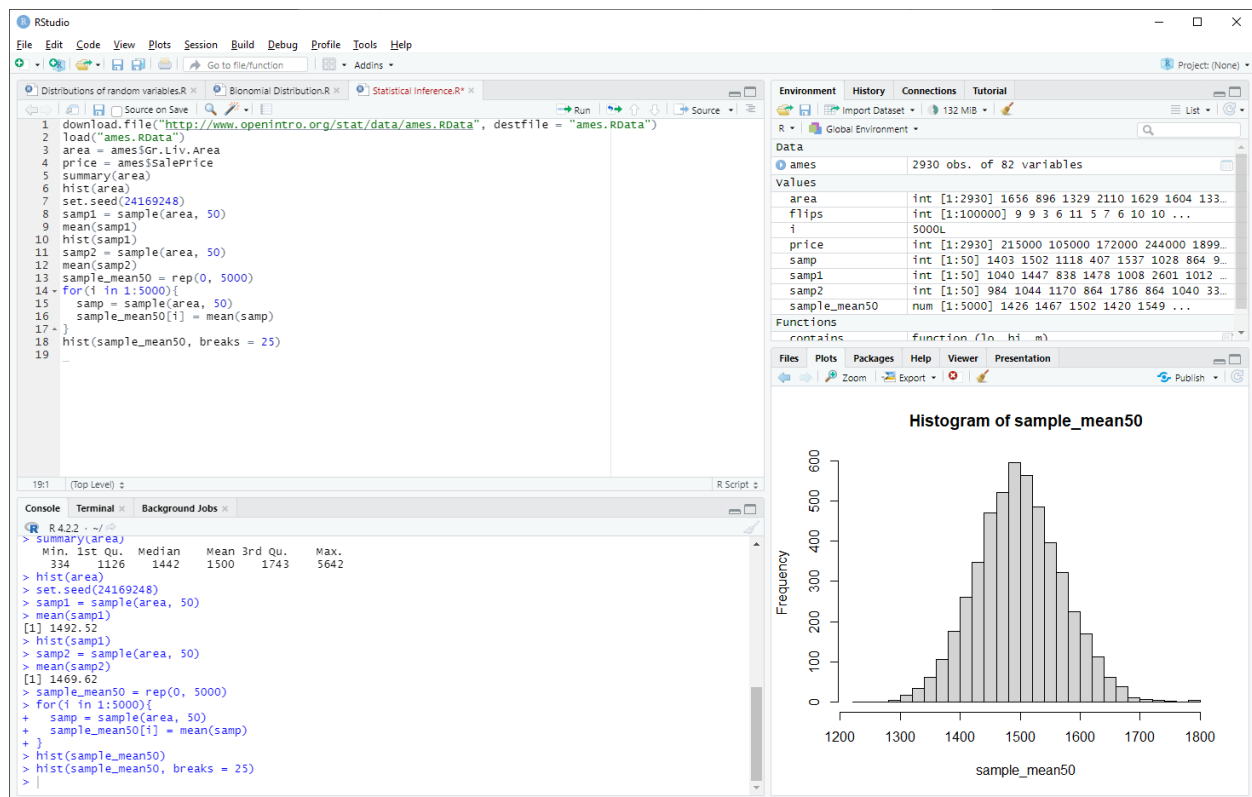 RStudio
File Edit Code View Plots Session Build Debug Profile Tools Help
Go to file/function Addins
Project: (None)
Distributions of random variables.R Bionomial Distribution.R Statistical Inference.R*
Source on Save Run Source
1 download.file("http://www.openintro.org/stat/data/ames.RData", destfile = "ames.RData")
2 load("ames.RData")
3 area = ames$Gr.Liv.Area
4 price = ames$SalePrice
5 summary(area)
6 hist(area)
7 set.seed(24169248)
8 samp1 = sample(area, 50)
9 mean(samp1)
10 hist(samp1)
11 samp2 = sample(area, 50)
12 mean(samp2)
13 sample_mean50 = rep(0, 5000)
14 for(i in 1:5000){
15 samp = sample(area, 50)
16 sample_mean50[i] = mean(samp)
17 }
18 hist(sample_mean50, breaks = 25)
19
19:1 (Top Level) R Script
Console Terminal Background Jobs
R 4.2.2 · ~/
> summary(area)
Min. 1st Qu. Median Mean 3rd Qu. Max.
334 1126 1442 1500 1743 5642
> hist(area)
> set.seed(24169248)
> samp1 = sample(area, 50)
> mean(samp1)
[1] 1492.52
> hist(samp1)
> samp2 = sample(area, 50)
> mean(samp2)
[1] 1469.62
> sample_mean50 = rep(0, 5000)
> for(i in 1:5000){
+ samp = sample(area, 50)
+ sample_mean50[i] = mean(samp)
+ }
> hist(sample_mean50)
> hist(sample_mean50, breaks = 25)
>
Environment History Connections Tutorial
Import Dataset 132 MiB List
R Global Environment
Data
ames 2930 obs. of 82 variables
Values
area int [1:2930] 1656 896 1329 2110 1629 1604 133…
flips int [1:100000] 9 9 3 6 11 5 7 6 10 10 ...
i 5000L
price int [1:2930] 215000 105000 172000 244000 1899…
samp int [1:50] 1403 1502 1118 407 1537 1028 864 9…
samp1 int [1:50] 1040 1447 838 1478 1008 2601 1012 …
samp2 int [1:50] 984 1044 1170 864 1786 864 1040 33…
sample_mean50 num [1:5000] 1426 1467 1502 1420 1549 ...
Functions
contains function (lo, hi, m)
Files Plots Packages Help Viewer Presentation
Zoom Export Publish
Histogram of sample_mean50
Frequency
600
500
400
300
200
100
0
1200 1300 1400 1500 1600 1700 1800
sample_mean50